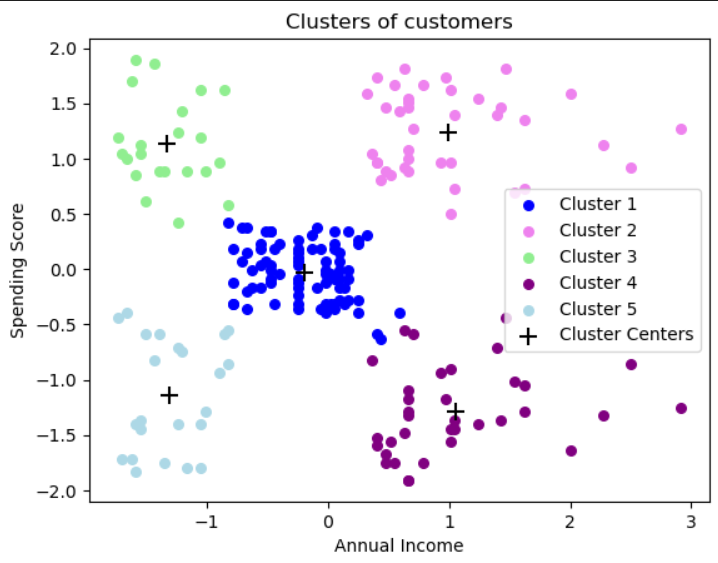 Clusters of customers
2.0
1.5
1.0
0.5
0.0
−0.5
−1.0
−1.5
−2.0
Spending Score
Cluster 1
Cluster 2
Cluster 3
Cluster 4
Cluster 5
Cluster Centers
−1 0 1 2 3
Annual Income